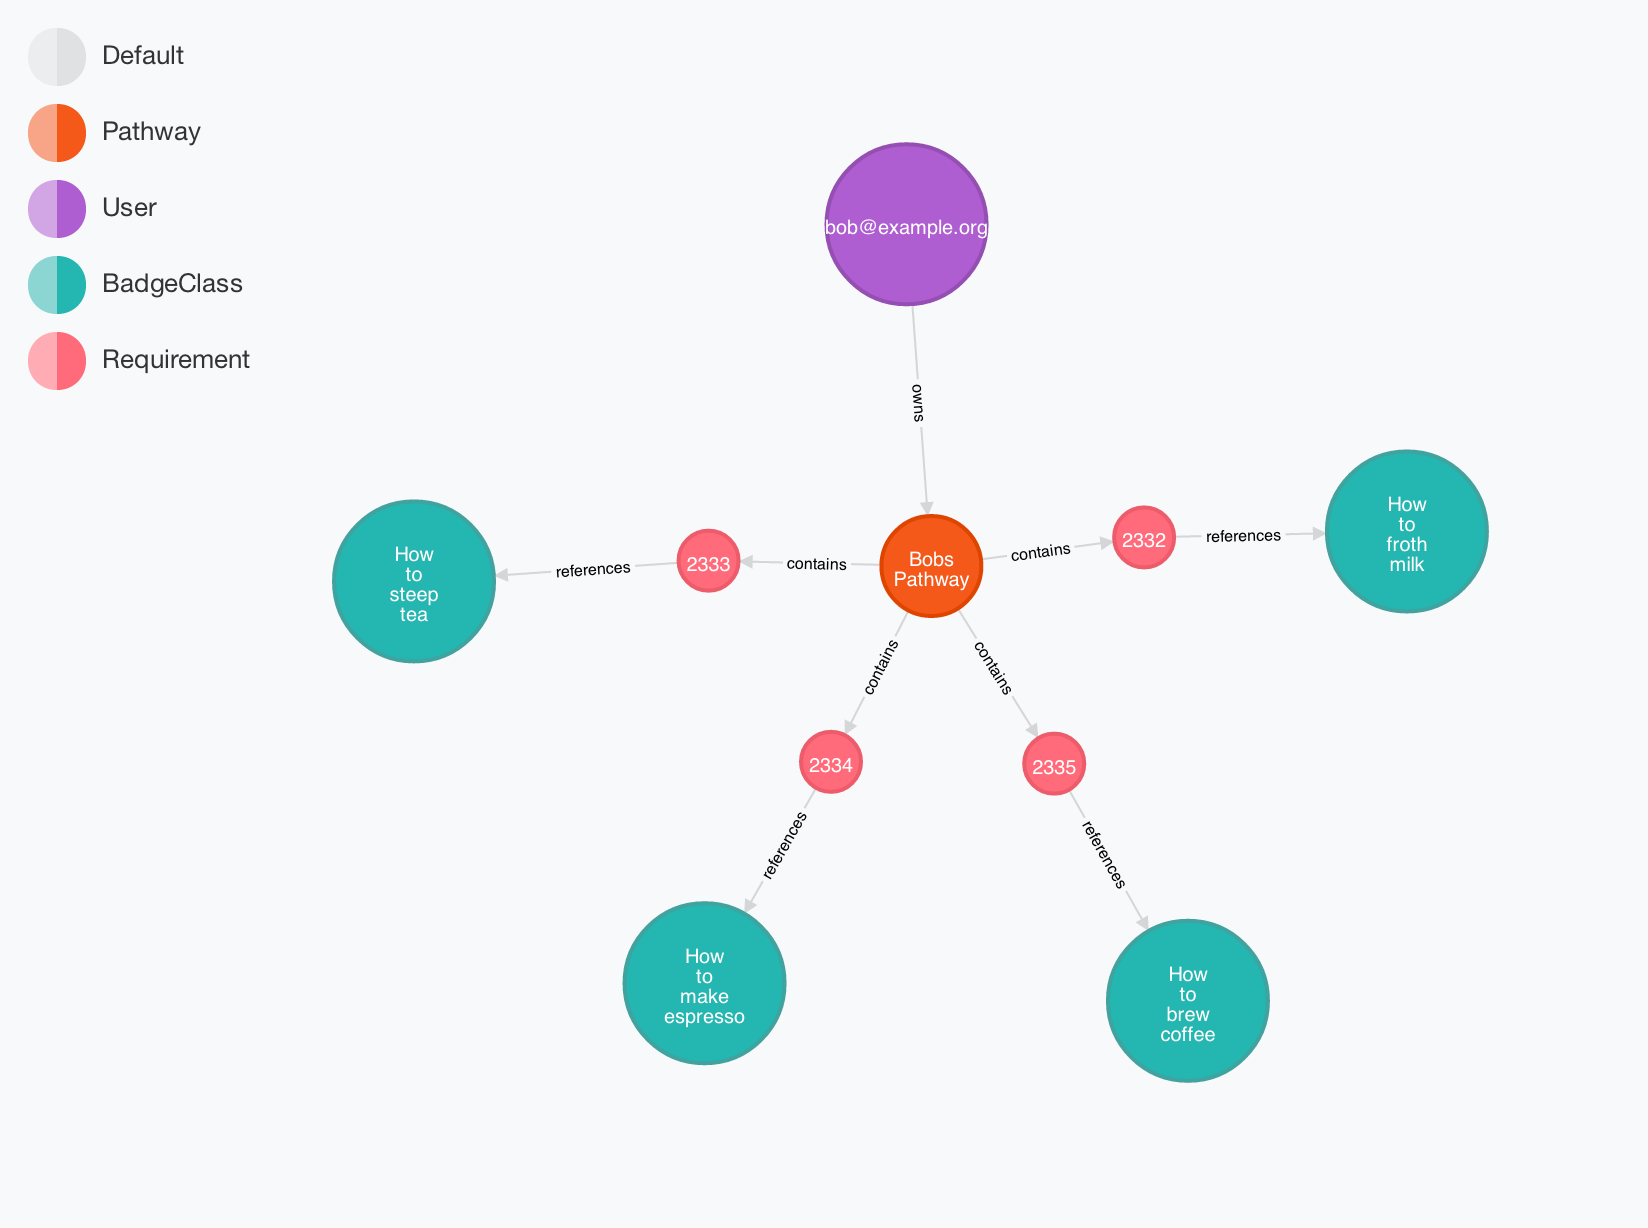 Default
Pathway
User
BadgeClass
Requirement
bob@example.org
owns
How
to
steep
tea
references
2333
contains
Bobs
Pathway
contains
2332
references
How
to
froth
milk
contains
contains
2334
2335
references
references
How
to
make
espresso
How
to
brew
coffee